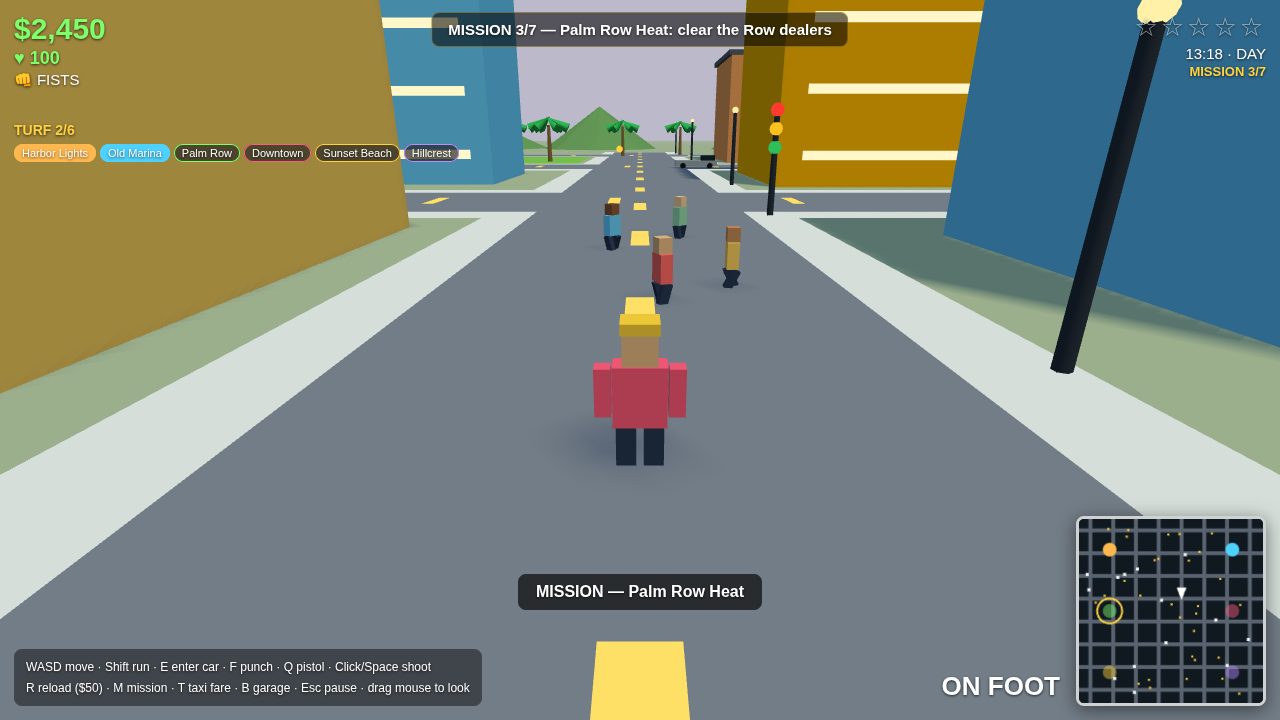 $2,450
♥ 100
👊 FISTS
TURF 2/6
Harbor Lights
Old Marina
Palm Row
Downtown
Sunset Beach
Hillcrest
MISSION 3/7 — Palm Row Heat: clear the Row dealers
☆ ☆ ☆ ☆ ☆
13:18 · DAY
MISSION 3/7
MISSION — Palm Row Heat
WASD move · Shift run · E enter car · F punch · Q pistol · Click/Space shoot
R reload ($50) · M mission · T taxi fare · B garage · Esc pause · drag mouse to look
ON FOOT